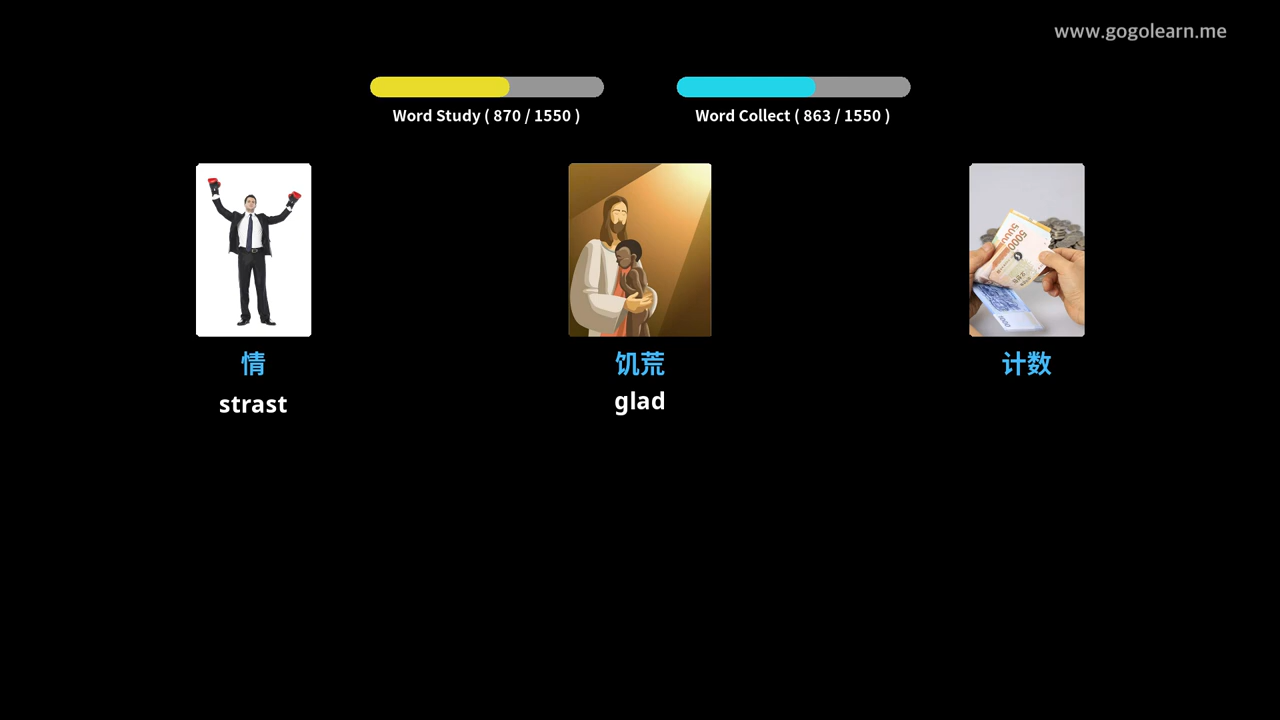 www.gogolearn.me
Word Study ( 870 / 1550 )
Word Collect ( 863 / 1550 )
情
饥荒
计数
strast
glad